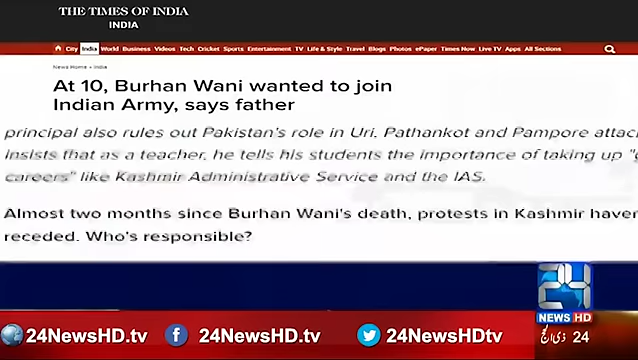 THE TIMES OF INDIA
INDIA
City India World Business Videos Tech Cricket Sports Entertainment TV Life & Style Travel Blogs Photos ePaper Times Now Live TV Apps All Sections
News Home » India
At 10, Burhan Wani wanted to join
Indian Army, says father
principal also rules out Pakistan's role in Uri, Pathankot and Pampore attac
insists that as a teacher, he tells his students the importance of taking up "g
careers" like Kashmir Administrative Service and the IAS.
Almost two months since Burhan Wani's death, protests in Kashmir haven
receded. Who's responsible?
24
NEWS HD
24NewsHD.tv
24NewsHD.tv
24NewsHDtv
24 ذی الحج